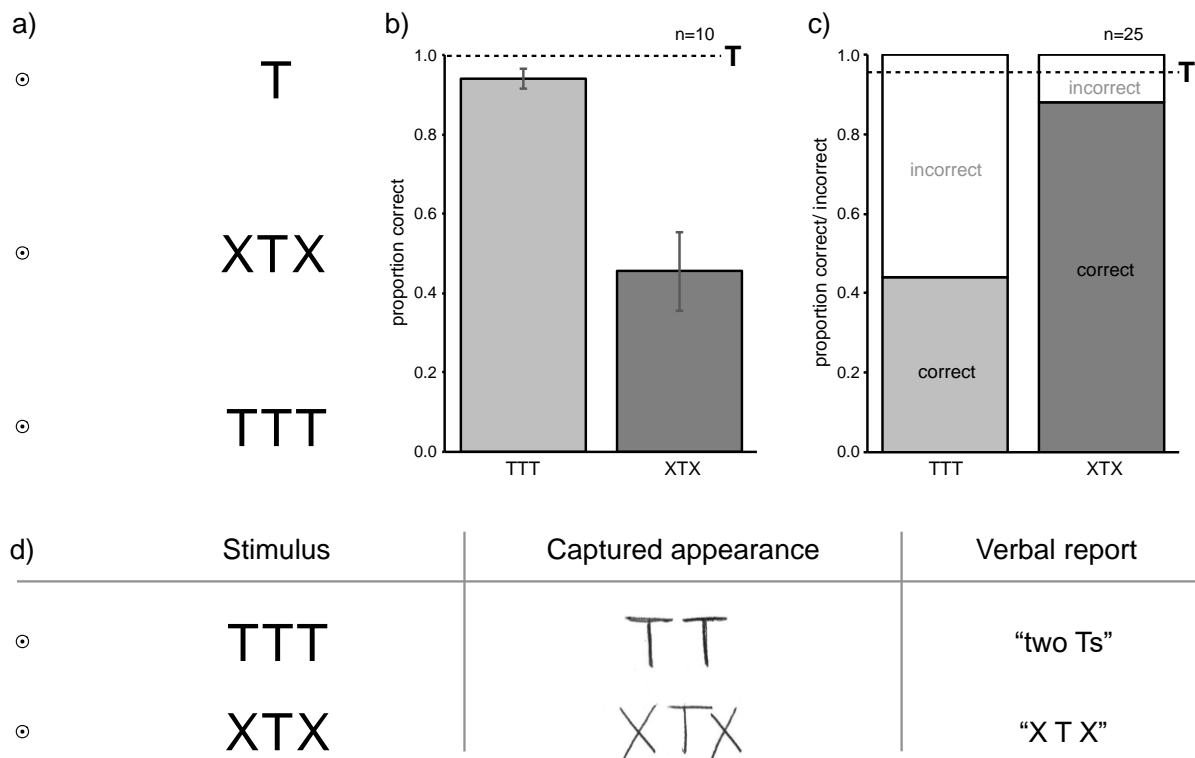 a)
T
XTX
TTT
b)
n=10
T
proportion correct
1.0
0.8
0.6
0.4
0.2
0.0
TTT
XTX
c)
n=25
T
proportion correct/ incorrect
1.0
0.8
0.6
0.4
0.2
0.0
incorrect
incorrect
correct
correct
TTT
XTX
d)
Stimulus Captured appearance Verbal report
TTT T T “two Ts”
XTX XTX “X T X”